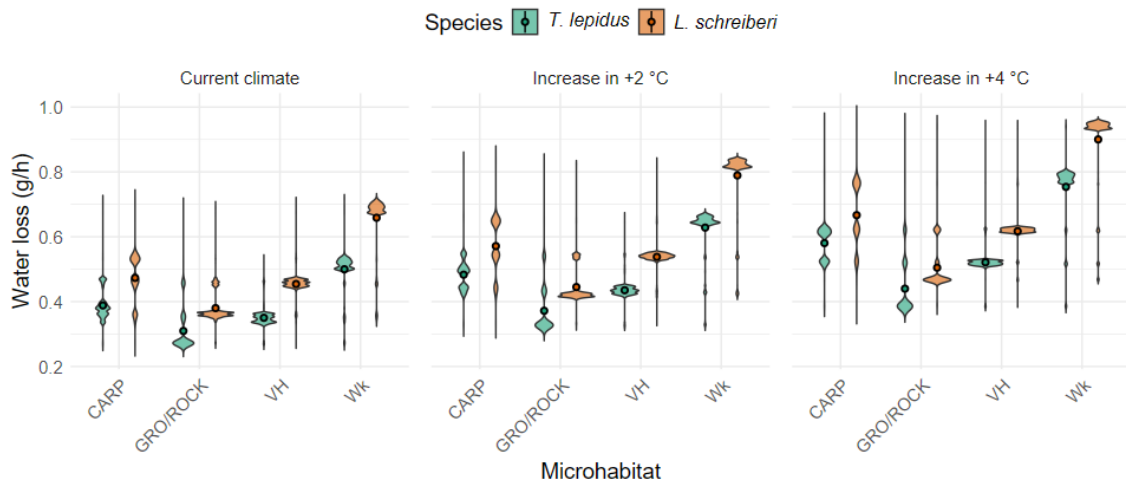 Species T. lepidus L. schreiberi
Current climate Increase in +2 °C Increase in +4 °C
Water loss (g/h)
1.0
0.8
0.6
0.4
0.2
CARP GRO/ROCK VH Wk CARP GRO/ROCK VH Wk CARP GRO/ROCK VH Wk
Microhabitat